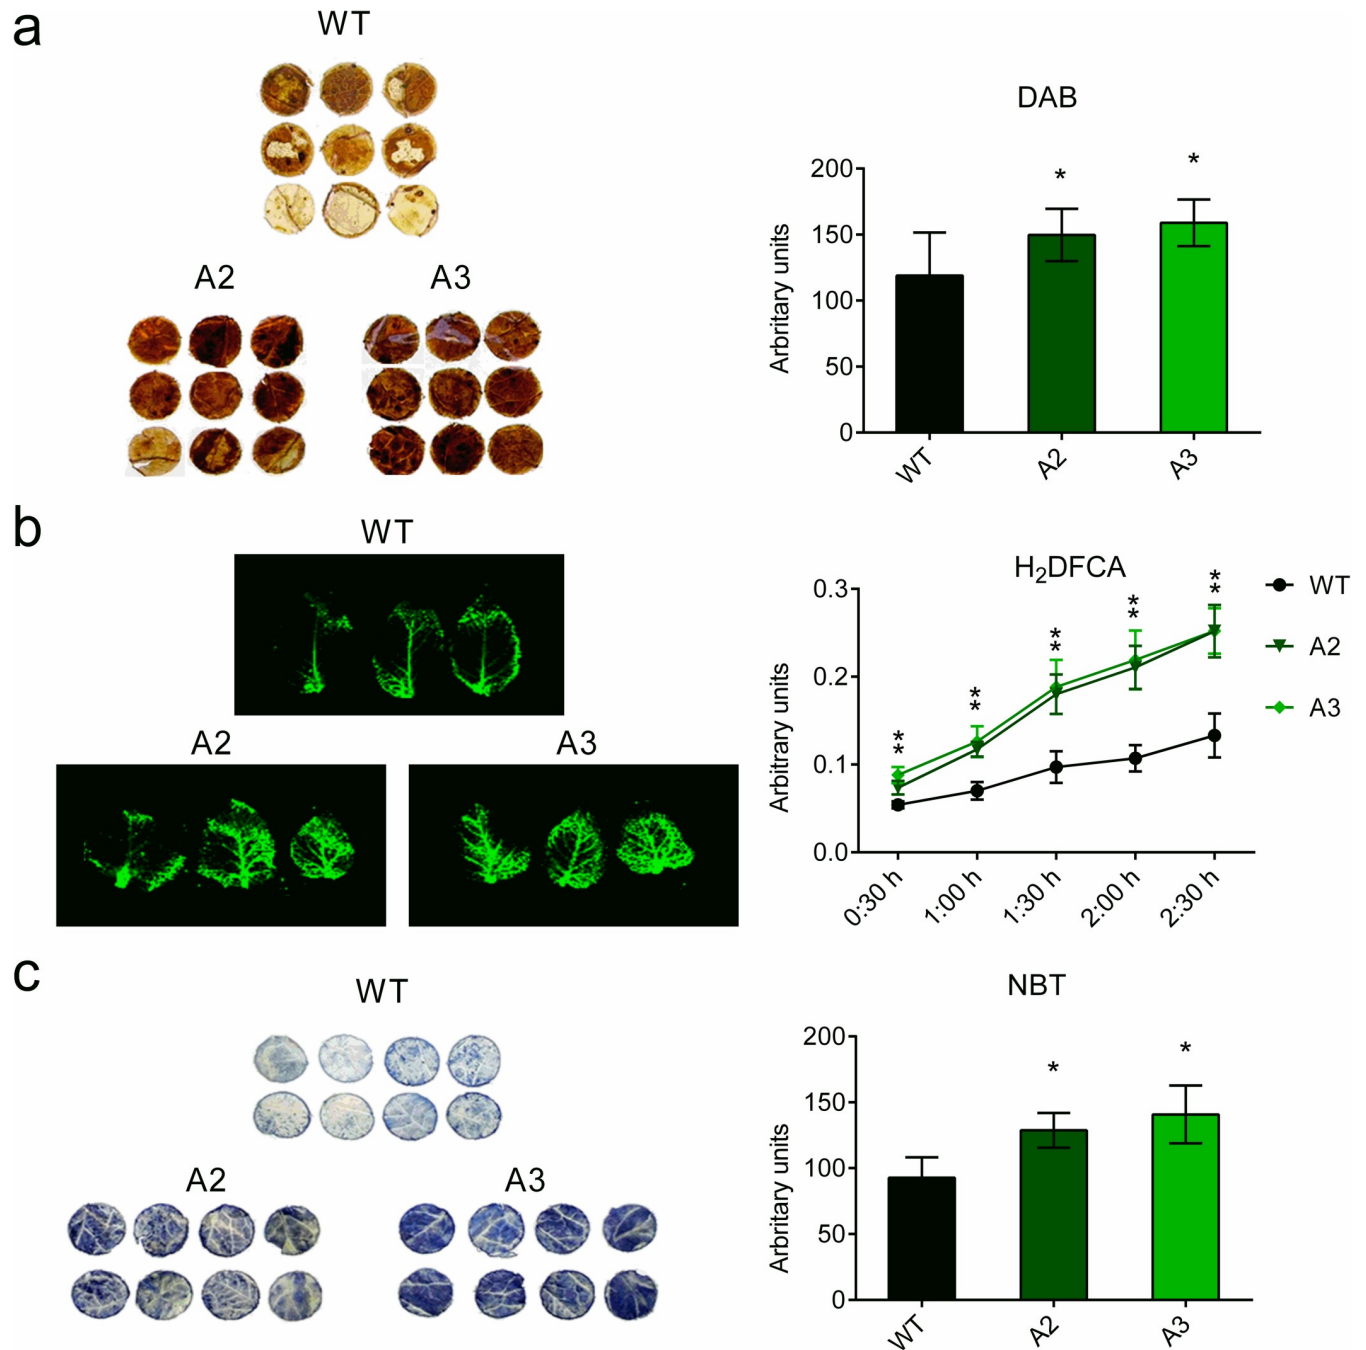 a
WT
A2
A3
DAB
Arbritary units
200
150
100
50
0
*
*
WT
A2
A3
b
WT
A2
A3
H₂DFCA
Arbitrary units
0.3
0.2
0.1
0.0
**
**
**
**
**
0:30 h
1:00 h
1:30 h
2:00 h
2:30 h
WT
A2
A3
c
WT
A2
A3
NBT
Arbritary units
200
150
100
50
0
*
*
WT
A2
A3